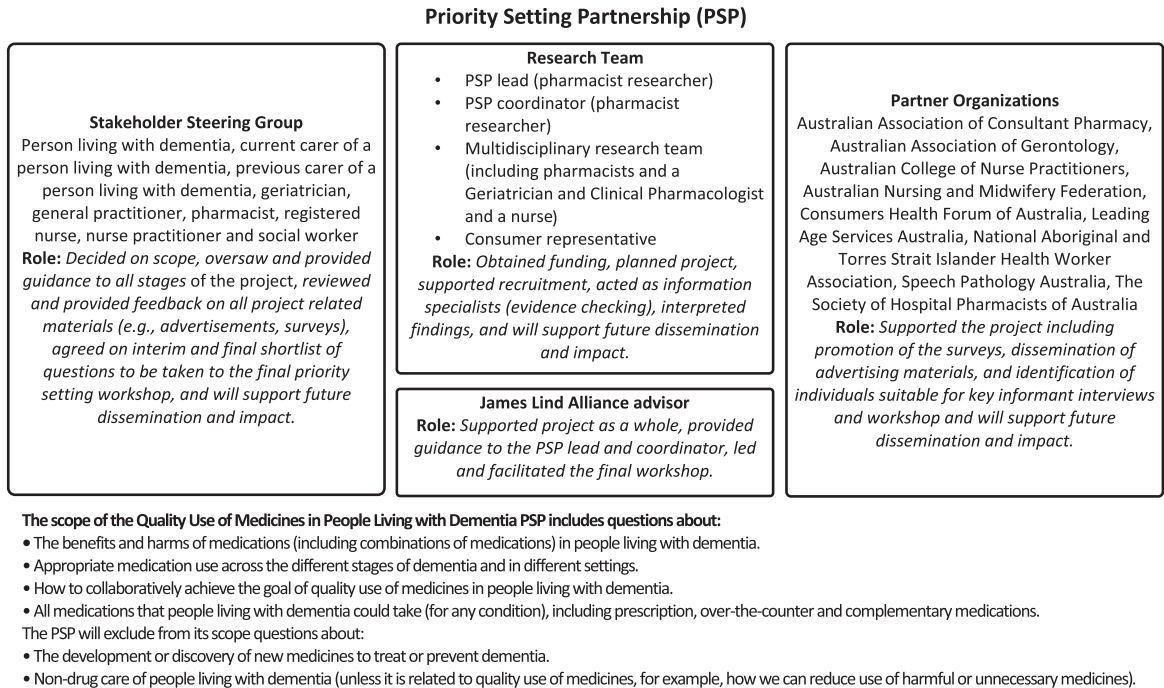 Priority Setting Partnership (PSP)
Stakeholder Steering Group
Person living with dementia, current carer of a
person living with dementia, previous carer of a
person living with dementia, geriatrician,
general practitioner, pharmacist, registered
nurse, nurse practitioner and social worker
Role: Decided on scope, oversaw and provided
guidance to all stages of the project, reviewed
and provided feedback on all project related
materials (e.g., advertisements, surveys),
agreed on interim and final shortlist of
questions to be taken to the final priority
setting workshop, and will support future
dissemination and impact.
Research Team
• PSP lead (pharmacist researcher)
• PSP coordinator (pharmacist
researcher)
• Multidisciplinary research team
(including pharmacists and a
Geriatrician and Clinical Pharmacologist
and a nurse)
• Consumer representative
Role: Obtained funding, planned project,
supported recruitment, acted as information
specialists (evidence checking), interpreted
findings, and will support future dissemination
and impact.
James Lind Alliance advisor
Role: Supported project as a whole, provided
guidance to the PSP lead and coordinator, led
and facilitated the final workshop.
Partner Organizations
Australian Association of Consultant Pharmacy,
Australian Association of Gerontology,
Australian College of Nurse Practitioners,
Australian Nursing and Midwifery Federation,
Consumers Health Forum of Australia, Leading
Age Services Australia, National Aboriginal and
Torres Strait Islander Health Worker
Association, Speech Pathology Australia, The
Society of Hospital Pharmacists of Australia
Role: Supported the project including
promotion of the surveys, dissemination of
advertising materials, and identification of
individuals suitable for key informant interviews
and workshop and will support future
dissemination and impact.
The scope of the Quality Use of Medicines in People Living with Dementia PSP includes questions about:
• The benefits and harms of medications (including combinations of medications) in people living with dementia.
• Appropriate medication use across the different stages of dementia and in different settings.
• How to collaboratively achieve the goal of quality use of medicines in people living with dementia.
• All medications that people living with dementia could take (for any condition), including prescription, over-the-counter and complementary medications.
The PSP will exclude from its scope questions about:
• The development or discovery of new medicines to treat or prevent dementia.
• Non-drug care of people living with dementia (unless it is related to quality use of medicines, for example, how we can reduce use of harmful or unnecessary medicines).